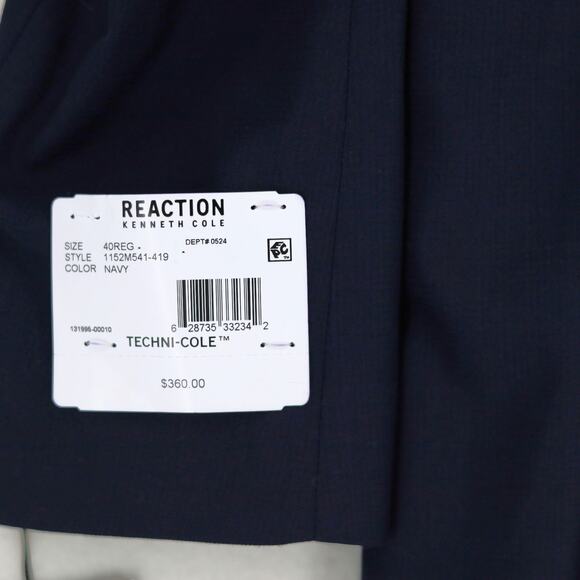 REACTION
KENNETH COLE
SIZE 40REG
DEPT# 0524
STYLE 1152M541-419
COLOR NAVY
131995-00010
6 28735 33234 2
TECHNI-COLE™
$360.00